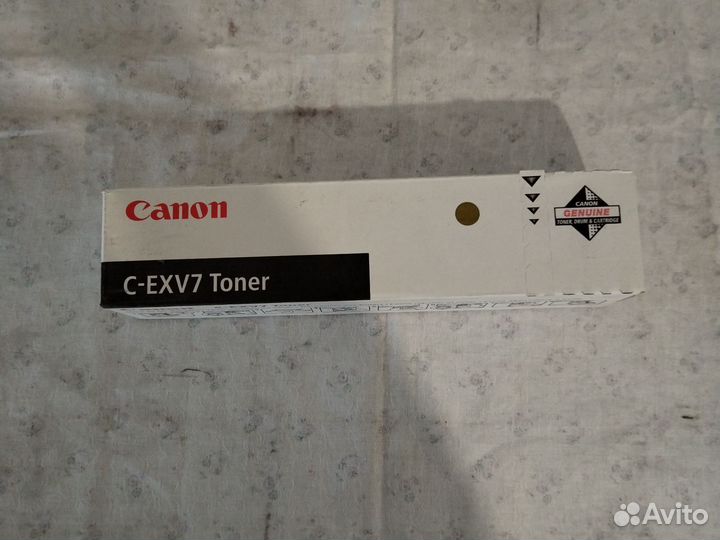 Canon
C-EXV7 Toner
CANON
GENUINE
TONER, DRUM & CARTRIDGE
Avito